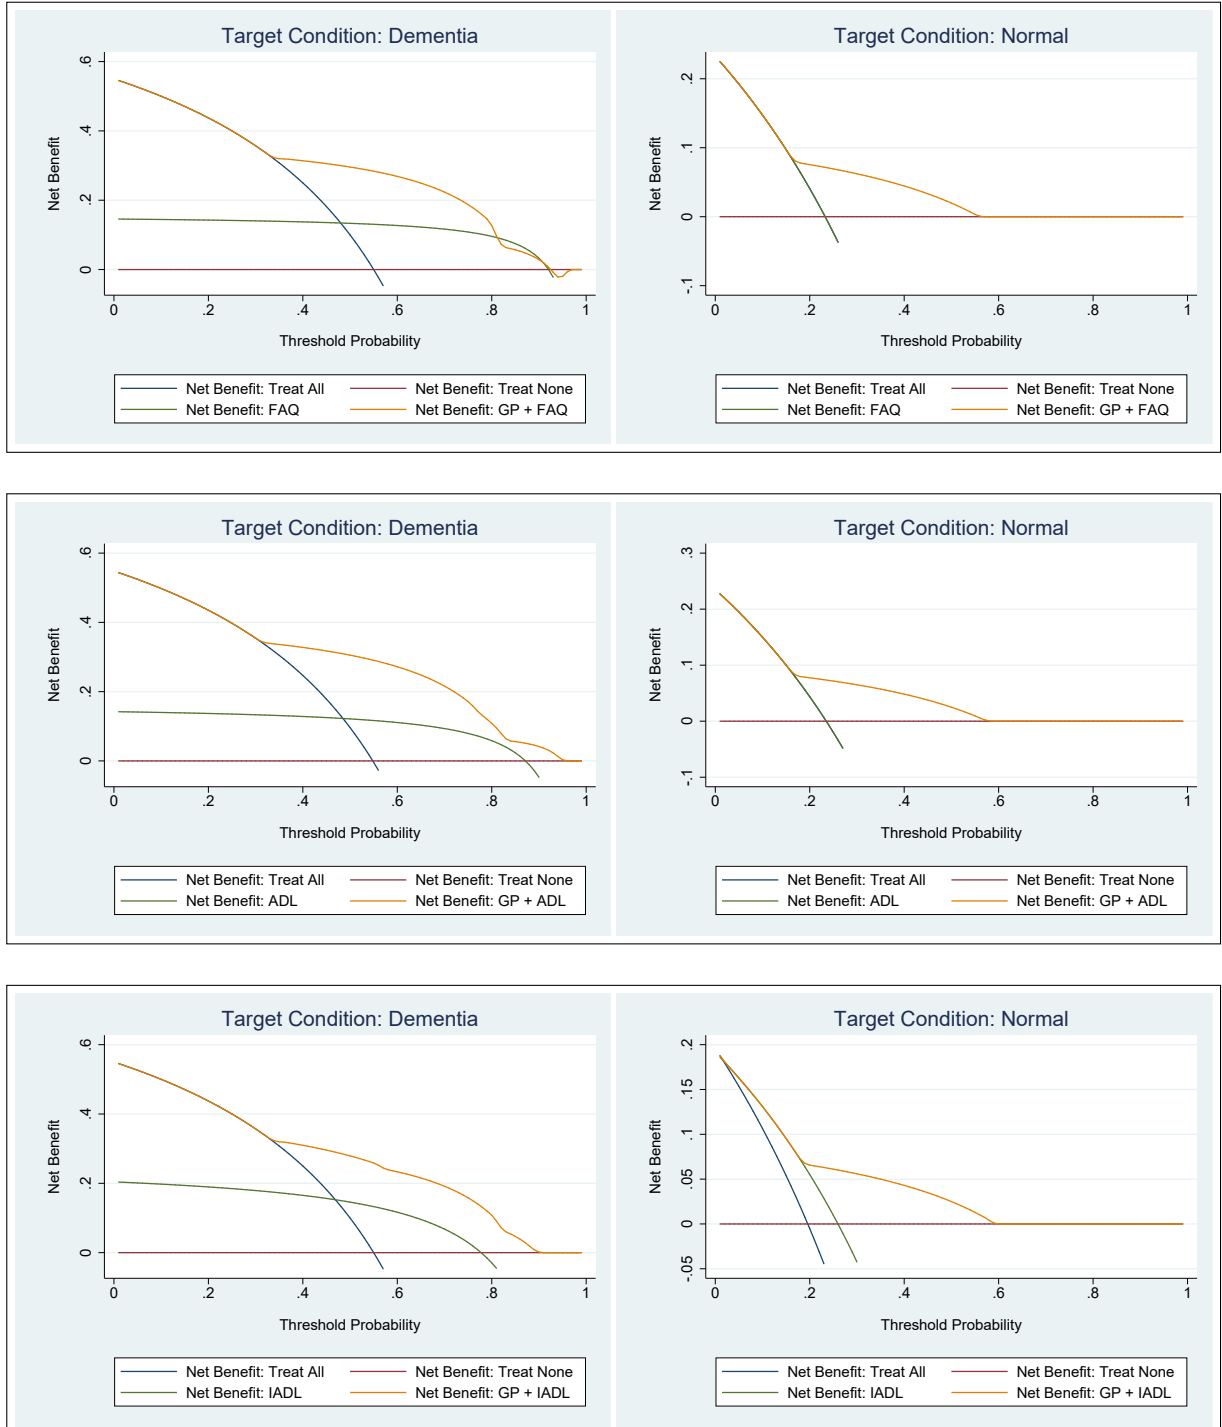 Target Condition: Dementia
Net Benefit
.6
.4
.2
0
0 .2 .4 .6 .8 1
Threshold Probability
Net Benefit: Treat All Net Benefit: Treat None
Net Benefit: FAQ Net Benefit: GP + FAQ
Target Condition: Normal
Net Benefit
.2
.1
0
-.1
0 .2 .4 .6 .8 1
Threshold Probability
Net Benefit: Treat All Net Benefit: Treat None
Net Benefit: FAQ Net Benefit: GP + FAQ
Target Condition: Dementia
Net Benefit
.6
.4
.2
0
0 .2 .4 .6 .8 1
Threshold Probability
Net Benefit: Treat All Net Benefit: Treat None
Net Benefit: ADL Net Benefit: GP + ADL
Target Condition: Normal
Net Benefit
.3
.2
.1
0
-.1
0 .2 .4 .6 .8 1
Threshold Probability
Net Benefit: Treat All Net Benefit: Treat None
Net Benefit: ADL Net Benefit: GP + ADL
Target Condition: Dementia
Net Benefit
.6
.4
.2
0
0 .2 .4 .6 .8 1
Threshold Probability
Net Benefit: Treat All Net Benefit: Treat None
Net Benefit: IADL Net Benefit: GP + IADL
Target Condition: Normal
Net Benefit
.2
.15
.1
.05
0
-.05
0 .2 .4 .6 .8 1
Threshold Probability
Net Benefit: Treat All Net Benefit: Treat None
Net Benefit: IADL Net Benefit: GP + IADL